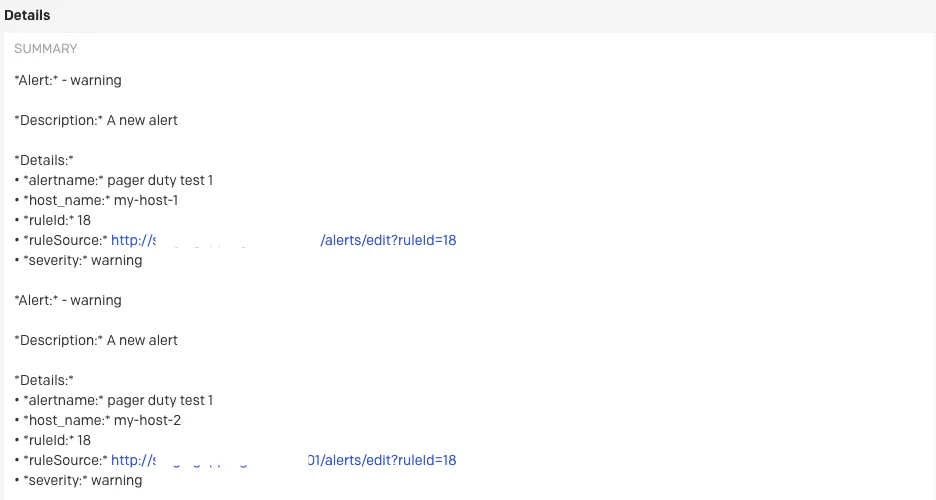 Details
SUMMARY
*Alert:* - warning
*Description:* A new alert
*Details:*
• *alertname:* pager duty test 1
• *host_name:* my-host-1
• *ruleId:* 18
• *ruleSource:* http://s /alerts/edit?ruleId=18
• *severity:* warning
*Alert:* - warning
*Description:* A new alert
*Details:*
• *alertname:* pager duty test 1
• *host_name:* my-host-2
• *ruleId:* 18
• *ruleSource:* http://s 01/alerts/edit?ruleId=18
• *severity:* warning